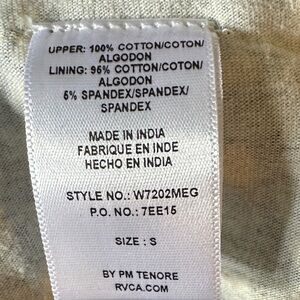 UPPER: 100% COTTON/COTON/
ALGODON
LINING: 95% COTTON/COTON/
ALGODON
5% SPANDEX/SPANDEX/
SPANDEX
MADE IN INDIA
FABRIQUE EN INDE
HECHO EN INDIA
STYLE NO.: W7202MEG
P.O. NO.: 7EE15
SIZE : S
BY PM TENORE
RVCA.COM